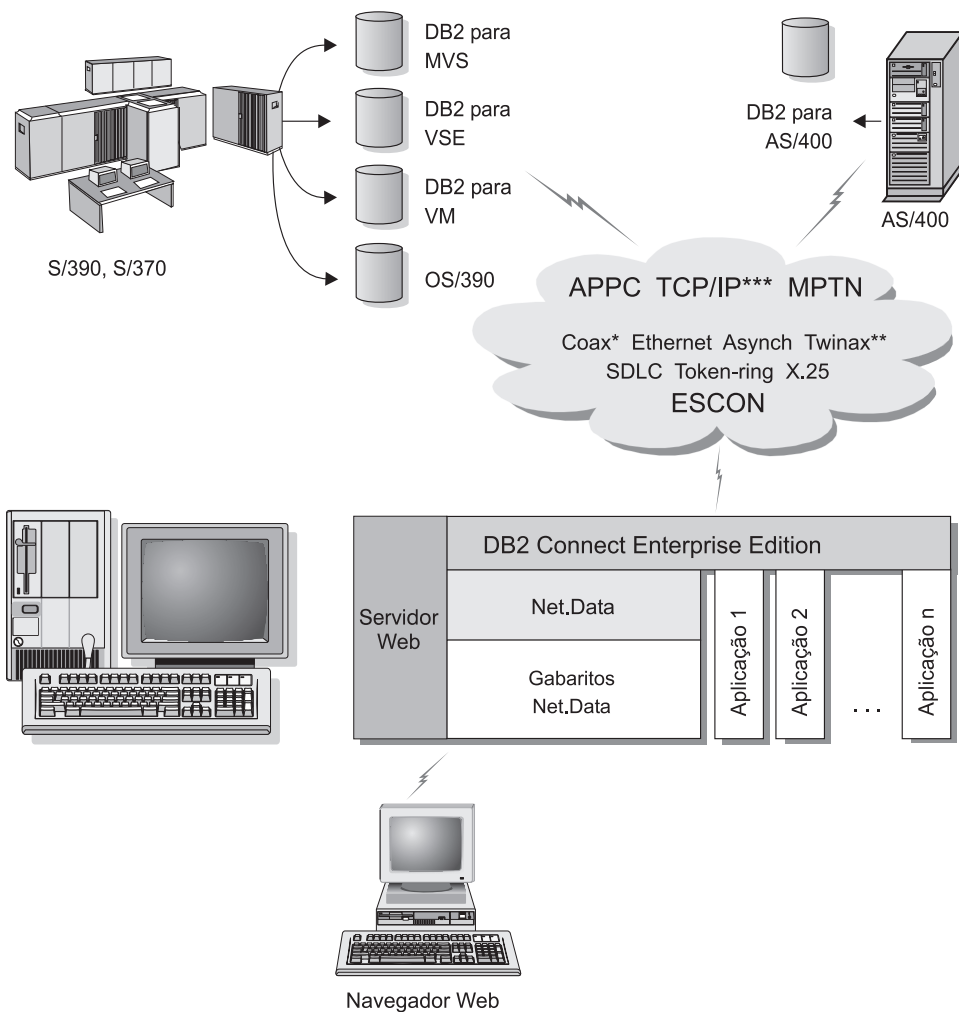 DB2 para
MVS
DB2 para
VSE
DB2 para
VM
OS/390
S/390, S/370
DB2 para
AS/400
AS/400
APPC TCP/IP*** MPTN
Coax* Ethernet Asynch Twinax**
SDLC Token-ring X.25
ESCON
DB2 Connect Enterprise Edition
Servidor
Web
Net.Data
Gabaritos
Net.Data
Aplicação 1
Aplicação 2
. . .
Aplicação n
Navegador Web